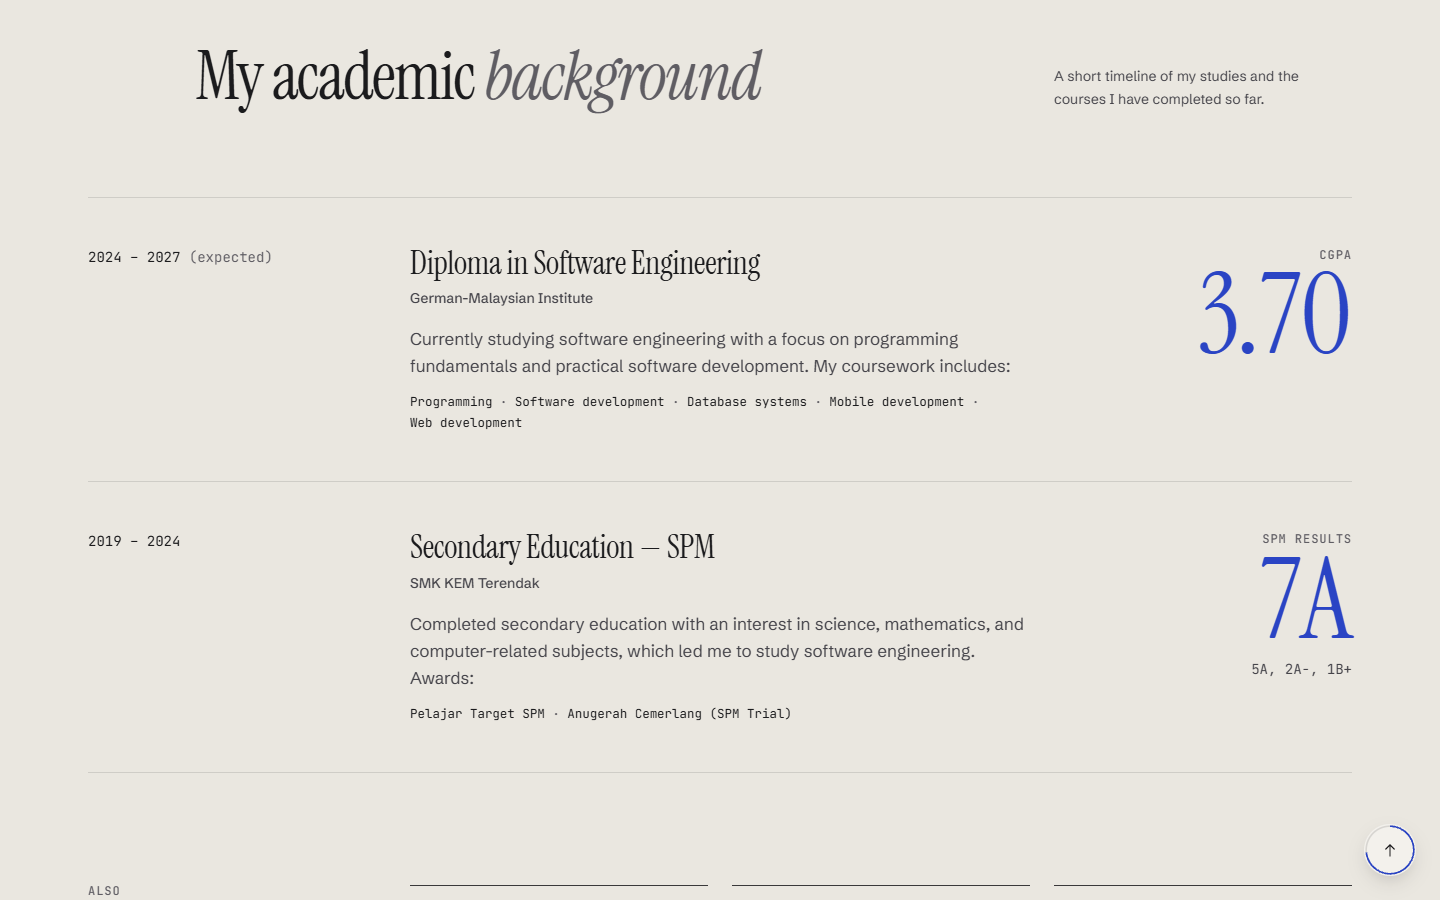 My academic background
A short timeline of my studies and the
courses I have completed so far.
2024 – 2027 (expected)
Diploma in Software Engineering
German-Malaysian Institute
Currently studying software engineering with a focus on programming
fundamentals and practical software development. My coursework includes:
Programming · Software development · Database systems · Mobile development ·
Web development
CGPA
3.70
2019 – 2024
Secondary Education — SPM
SMK KEM Terendak
Completed secondary education with an interest in science, mathematics, and
computer-related subjects, which led me to study software engineering.
Awards:
Pelajar Target SPM · Anugerah Cemerlang (SPM Trial)
SPM RESULTS
7A
5A, 2A-, 1B+
ALSO